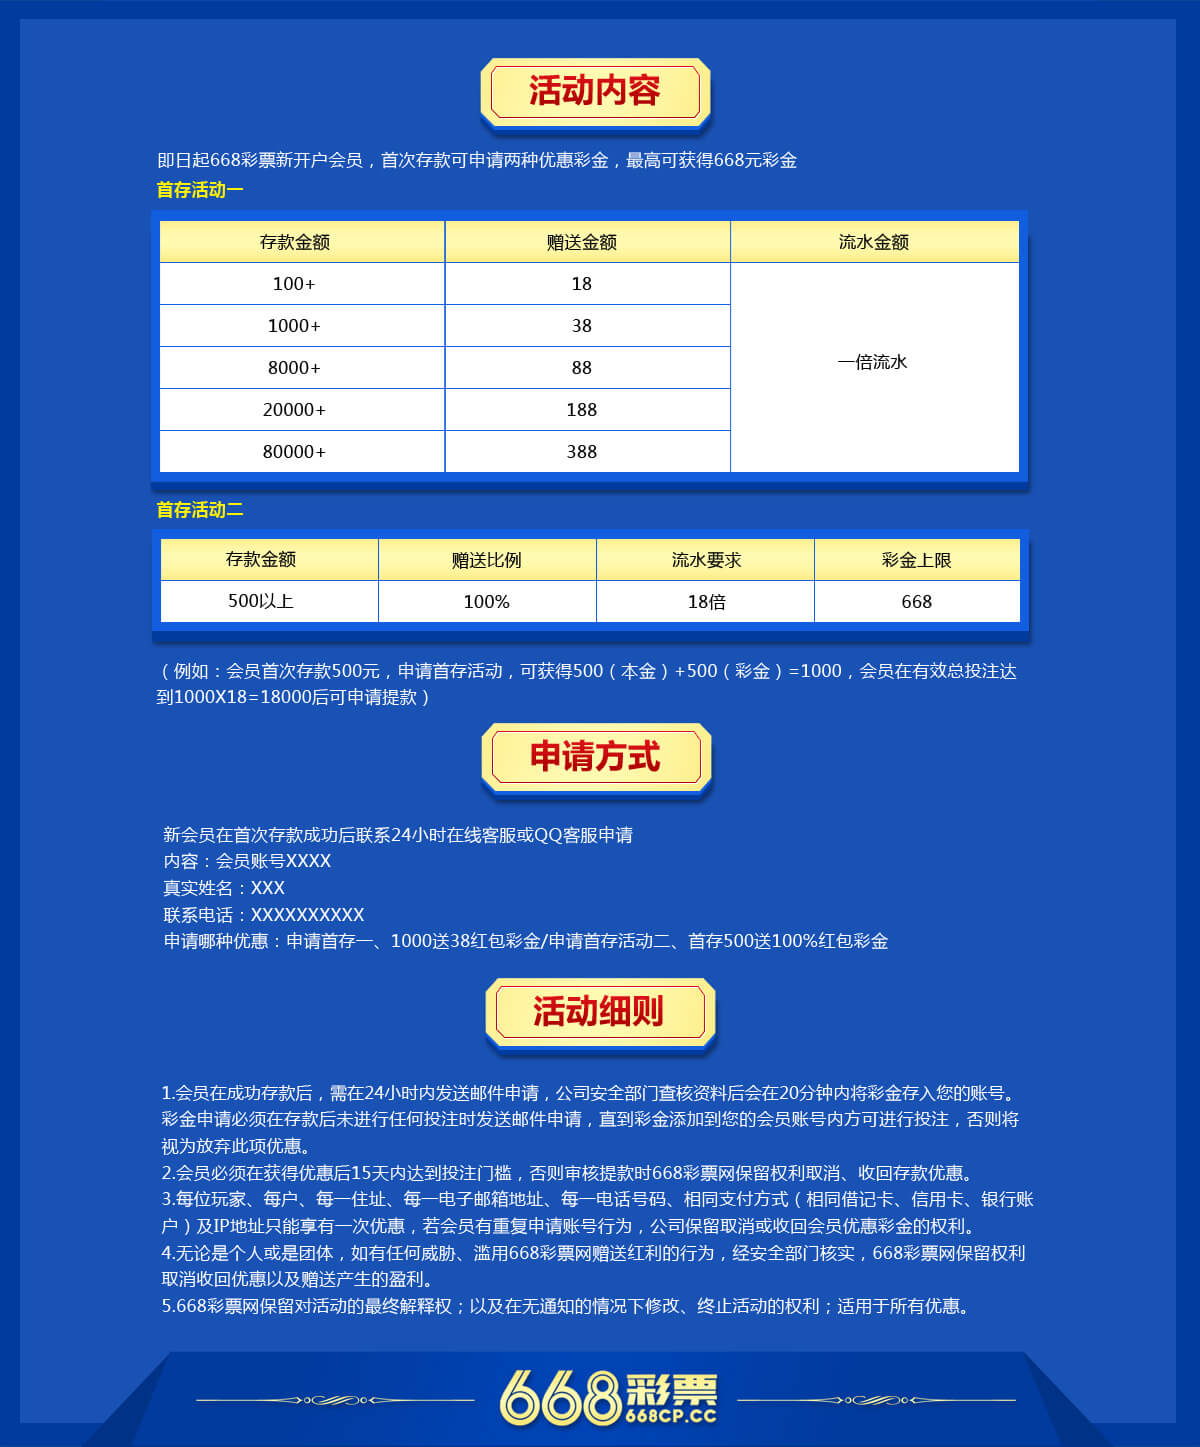 活动内容
即日起668彩票新开户会员，首次存款可申请两种优惠彩金，最高可获得668元彩金
首存活动一
存款金额 赠送金额 流水金额
100+ 18
1000+ 38
8000+ 88
一倍流水
20000+ 188
80000+ 388
首存活动二
存款金额 赠送比例 流水要求 彩金上限
500以上 100% 18倍 668
（例如：会员首次存款500元，申请首存活动，可获得500（本金）+500（彩金）=1000，会员在有效总投注达
到1000X18=18000后可申请提款）
申请方式
新会员在首次存款成功后联系24小时在线客服或QQ客服申请
内容：会员账号XXXX
真实姓名：XXX
联系电话：XXXXXXXXXX
申请哪种优惠：申请首存一、1000送38红包彩金/申请首存活动二、首存500送100%红包彩金
活动细则
1.会员在成功存款后，需在24小时内发送邮件申请，公司安全部门查核资料后会在20分钟内将彩金存入您的账号。
彩金申请必须在存款后未进行任何投注时发送邮件申请，直到彩金添加到您的会员账号内方可进行投注，否则将
视为放弃此项优惠。
2.会员必须在获得优惠后15天内达到投注门槛，否则审核提款时668彩票网保留权利取消、收回存款优惠。
3.每位玩家、每户、每一住址、每一电子邮箱地址、每一电话号码、相同支付方式（相同借记卡、信用卡、银行账
户）及IP地址只能享有一次优惠，若会员有重复申请账号行为，公司保留取消或收回会员优惠彩金的权利。
4.无论是个人或是团体，如有任何威胁、滥用668彩票网赠送红利的行为，经安全部门核实，668彩票网保留权利
取消收回优惠以及赠送产生的盈利。
5.668彩票网保留对活动的最终解释权；以及在无通知的情况下修改、终止活动的权利；适用于所有优惠。
668彩票
668CP.CC